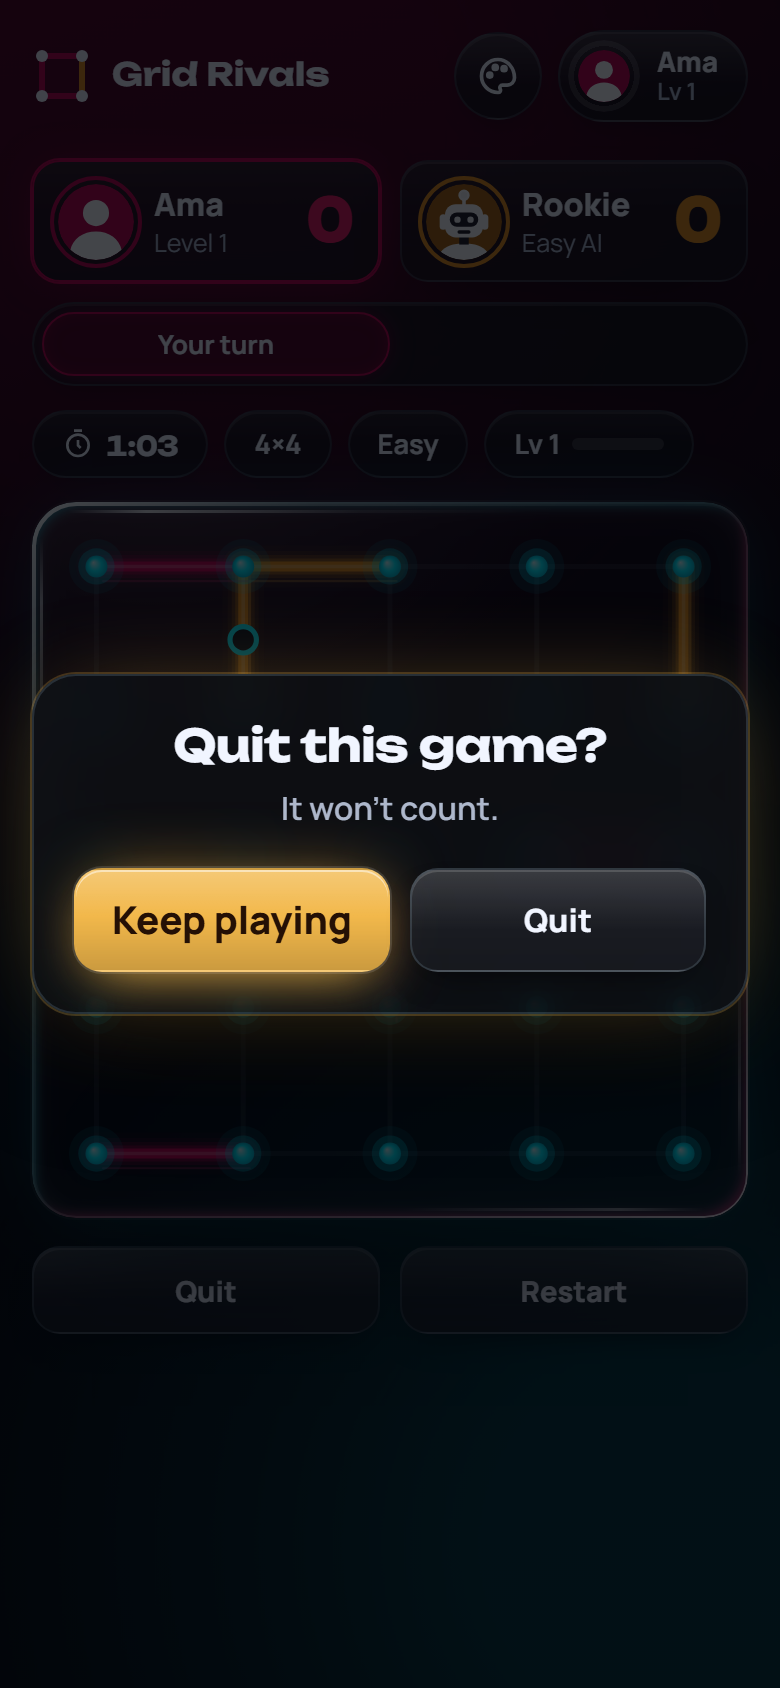 Grid Rivals
Ama
Lv 1
Ama
Level 1
0
Rookie
Easy AI
0
Your turn
1:03
4×4
Easy
Lv 1
Quit this game?
It won’t count.
Keep playing
Quit
Quit
Restart